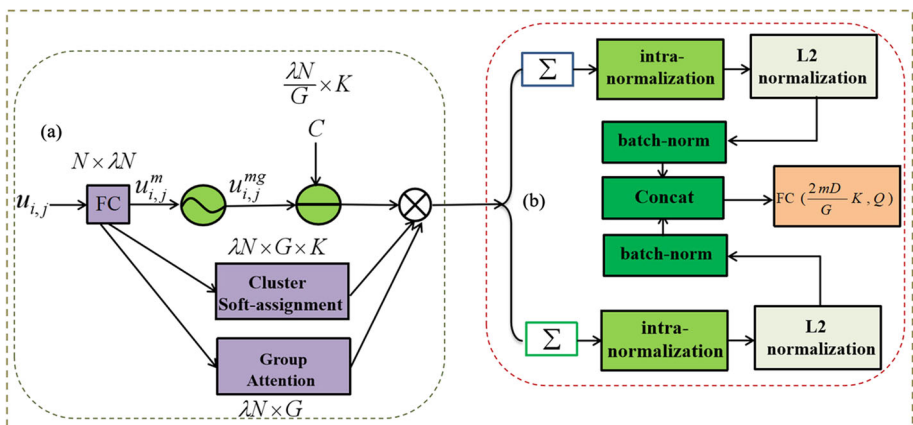 (a)
N × λN
u_{i,j}
FC
u^{m}_{i,j}
u^{mg}_{i,j}
λN/G × K
C
λN × G × K
Cluster
Soft-assignment
Group
Attention
λN × G
(b)
Σ
intra-
normalization
L2
normalization
batch-norm
Concat
FC (2mD/G K, Q)
batch-norm
Σ
intra-
normalization
L2
normalization